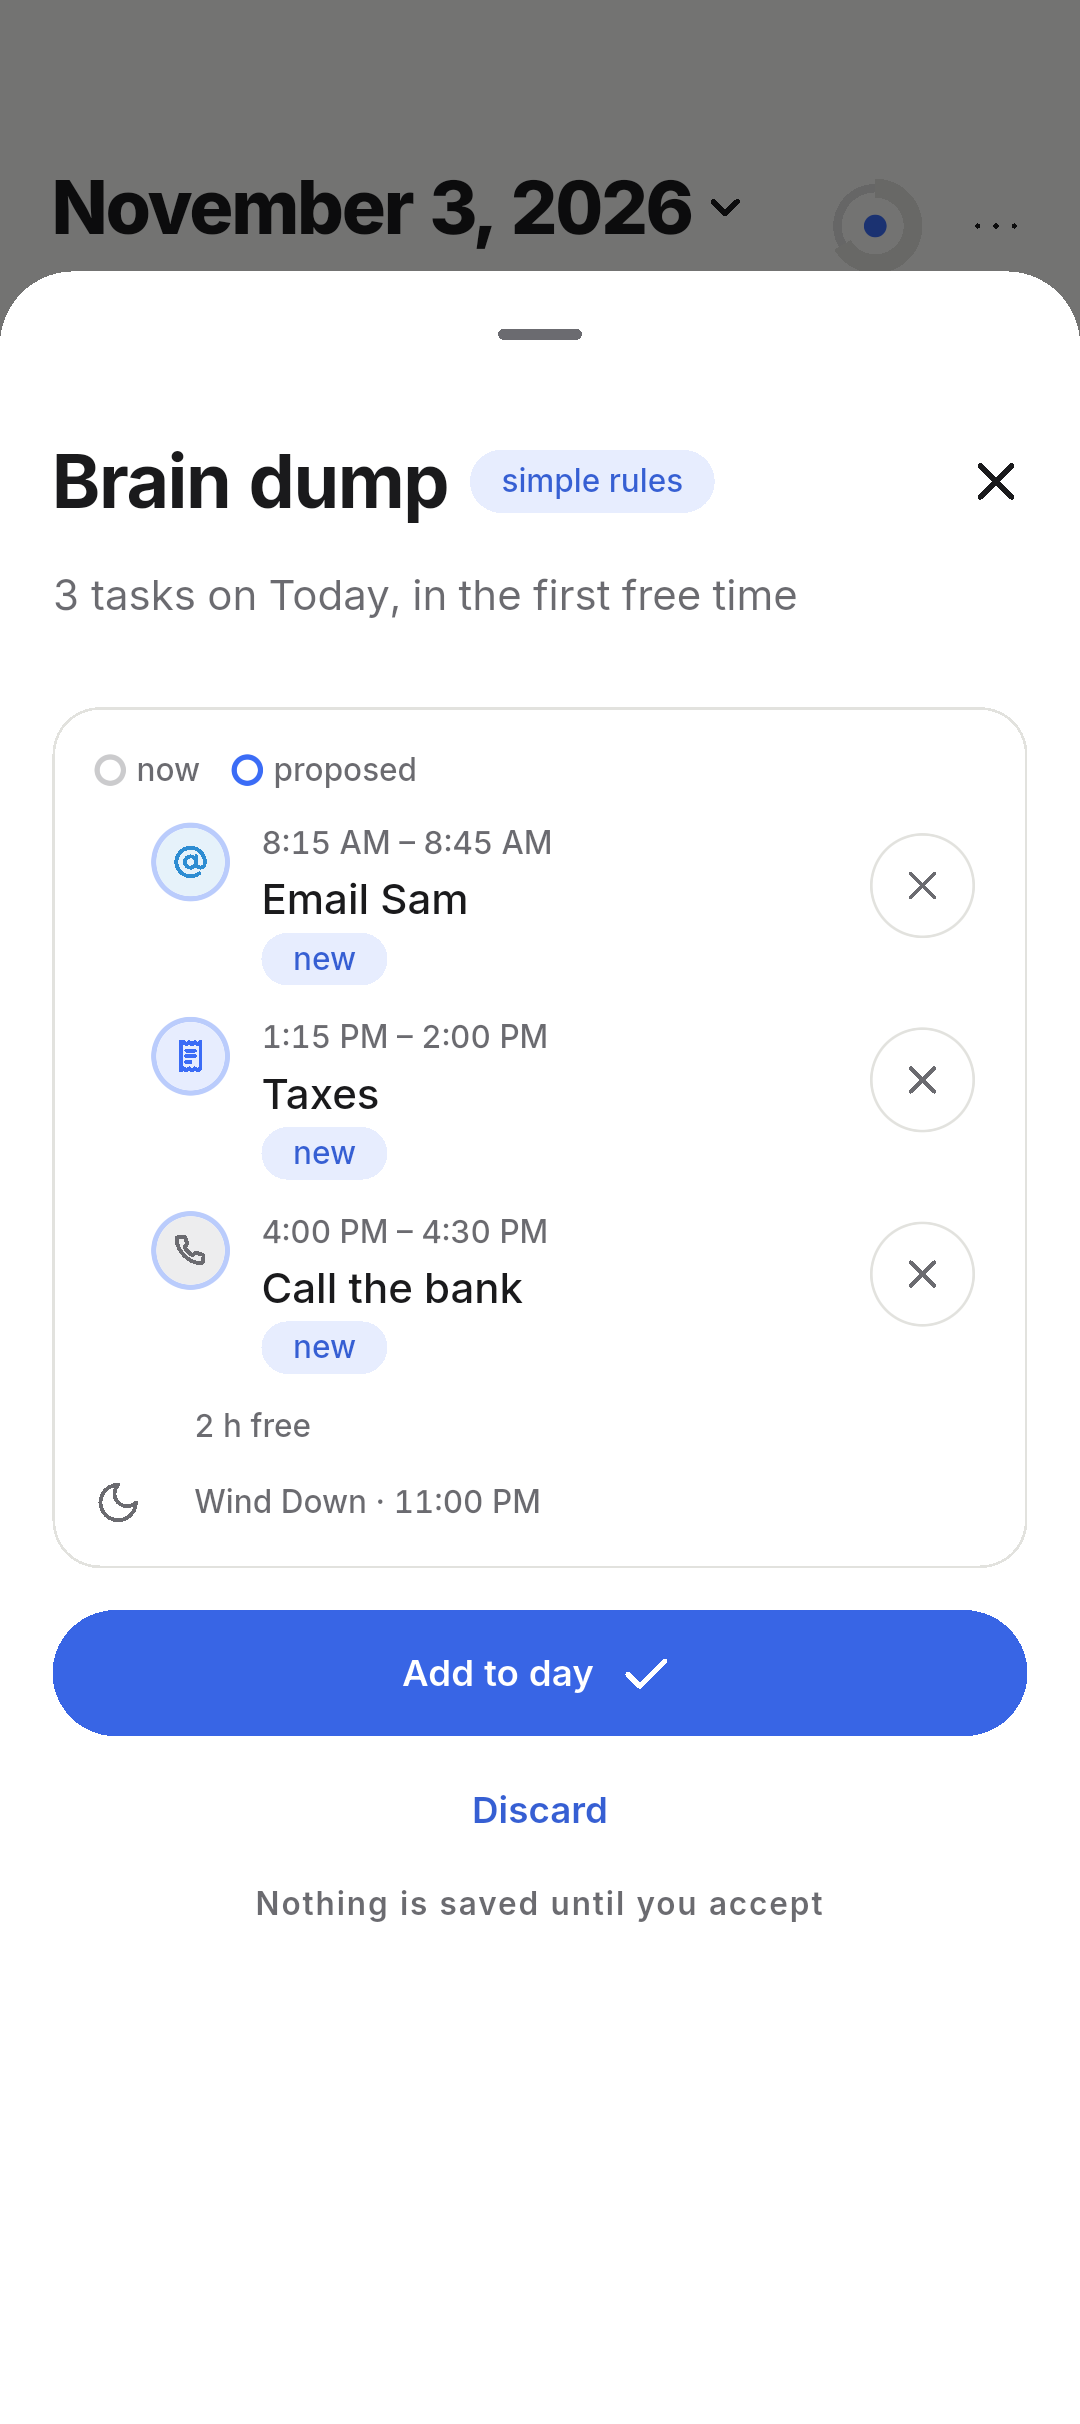 November 3, 2026
Brain dump
simple rules
3 tasks on Today, in the first free time
now
proposed
8:15 AM – 8:45 AM
Email Sam
new
1:15 PM – 2:00 PM
Taxes
new
4:00 PM – 4:30 PM
Call the bank
new
2 h free
Wind Down · 11:00 PM
Add to day
Discard
Nothing is saved until you accept